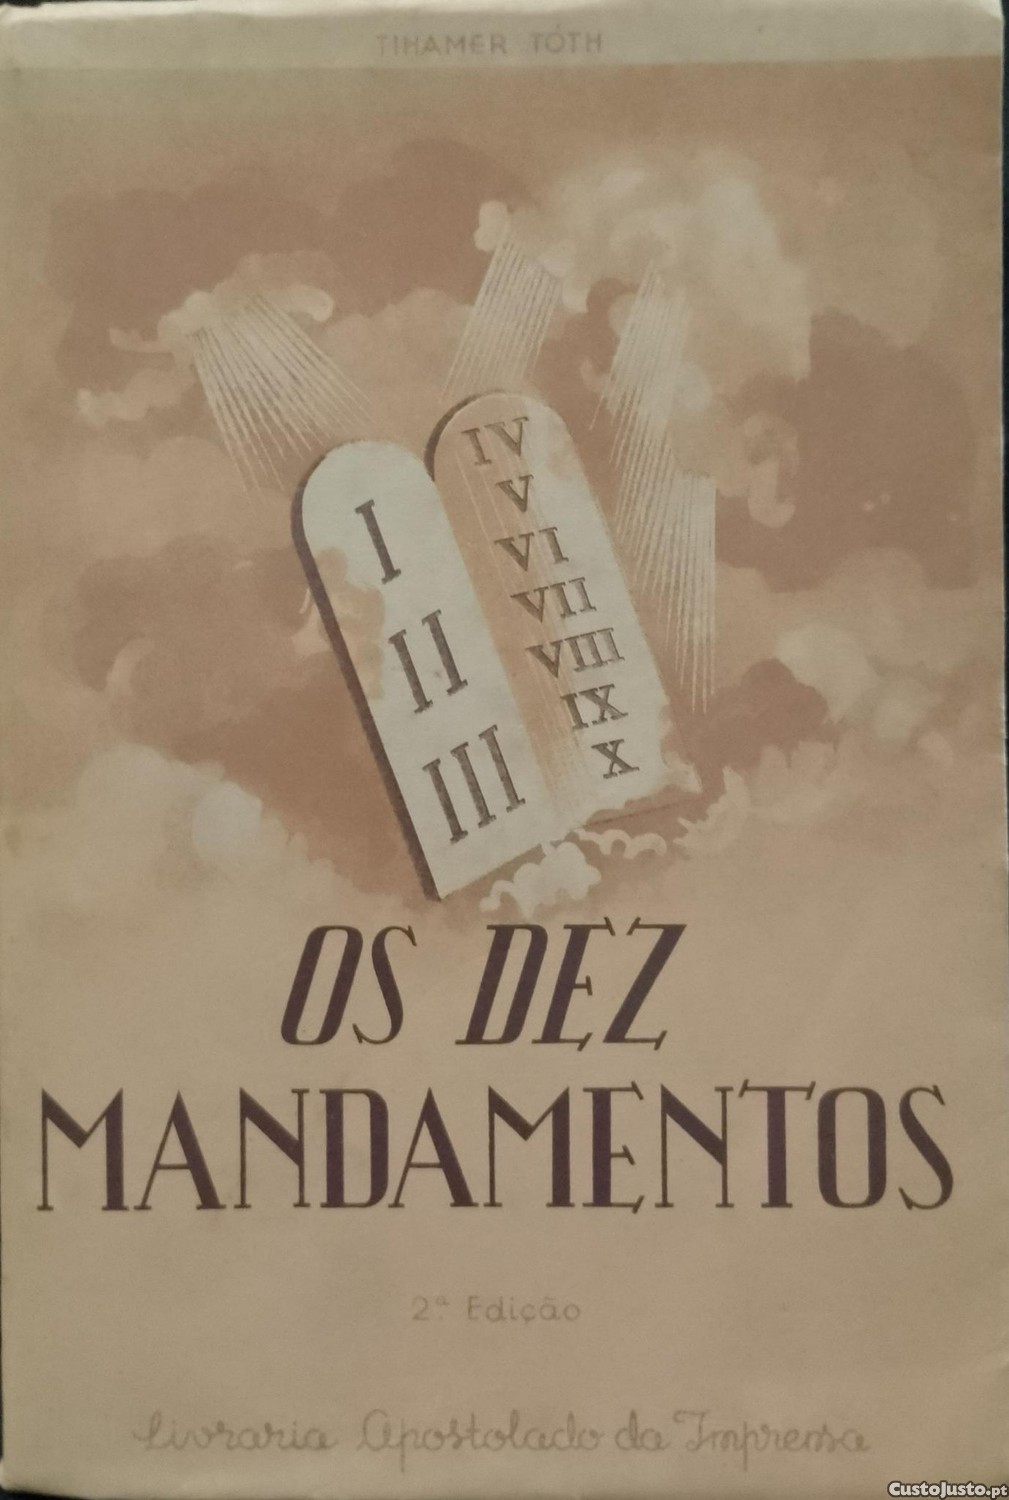 TIHAMER TÓTH
I
II
III
IV
V
VI
VII
VIII
IX
X
OS DEZ
MANDAMENTOS
2.ª Edição
Livraria Apostolado da Imprensa
CustoJusto.pt